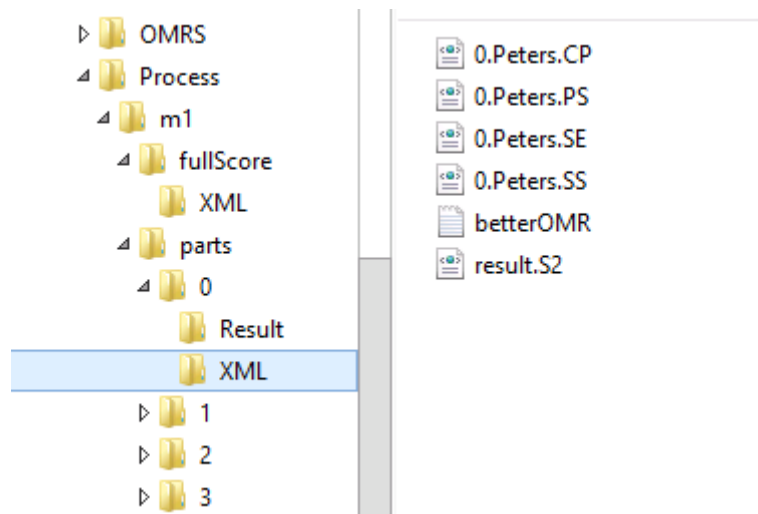 OMRS
Process
m1
fullScore
XML
parts
0
Result
XML
1
2
3
0.Peters.CP
0.Peters.PS
0.Peters.SE
0.Peters.SS
betterOMR
result.S2